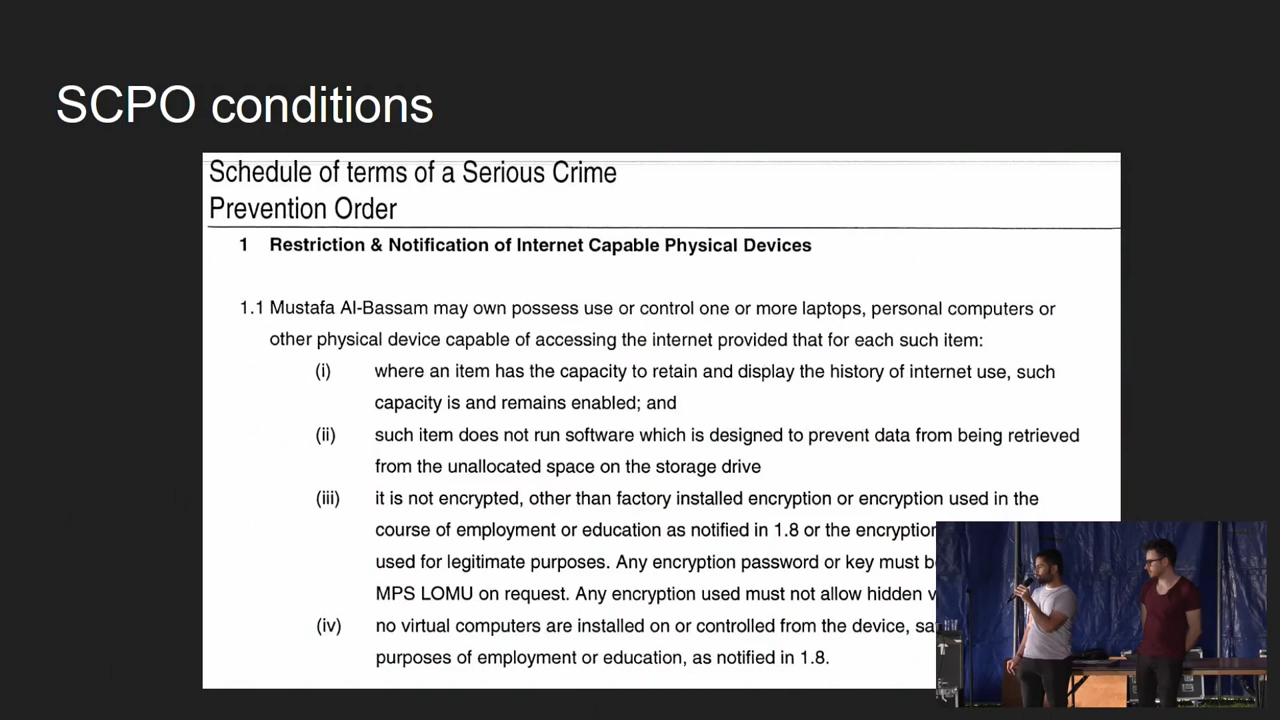 SCPO conditions
Schedule of terms of a Serious Crime
Prevention Order
1 Restriction & Notification of Internet Capable Physical Devices
1.1 Mustafa Al-Bassam may own possess use or control one or more laptops, personal computers or
other physical device capable of accessing the internet provided that for each such item:
(i) where an item has the capacity to retain and display the history of internet use, such
capacity is and remains enabled; and
(ii) such item does not run software which is designed to prevent data from being retrieved
from the unallocated space on the storage drive
(iii) it is not encrypted, other than factory installed encryption or encryption used in the
course of employment or education as notified in 1.8 or the encryption
used for legitimate purposes. Any encryption password or key must
MPS LOMU on request. Any encryption used must not allow hidden
(iv) no virtual computers are installed on or controlled from the device,
purposes of employment or education, as notified in 1.8.